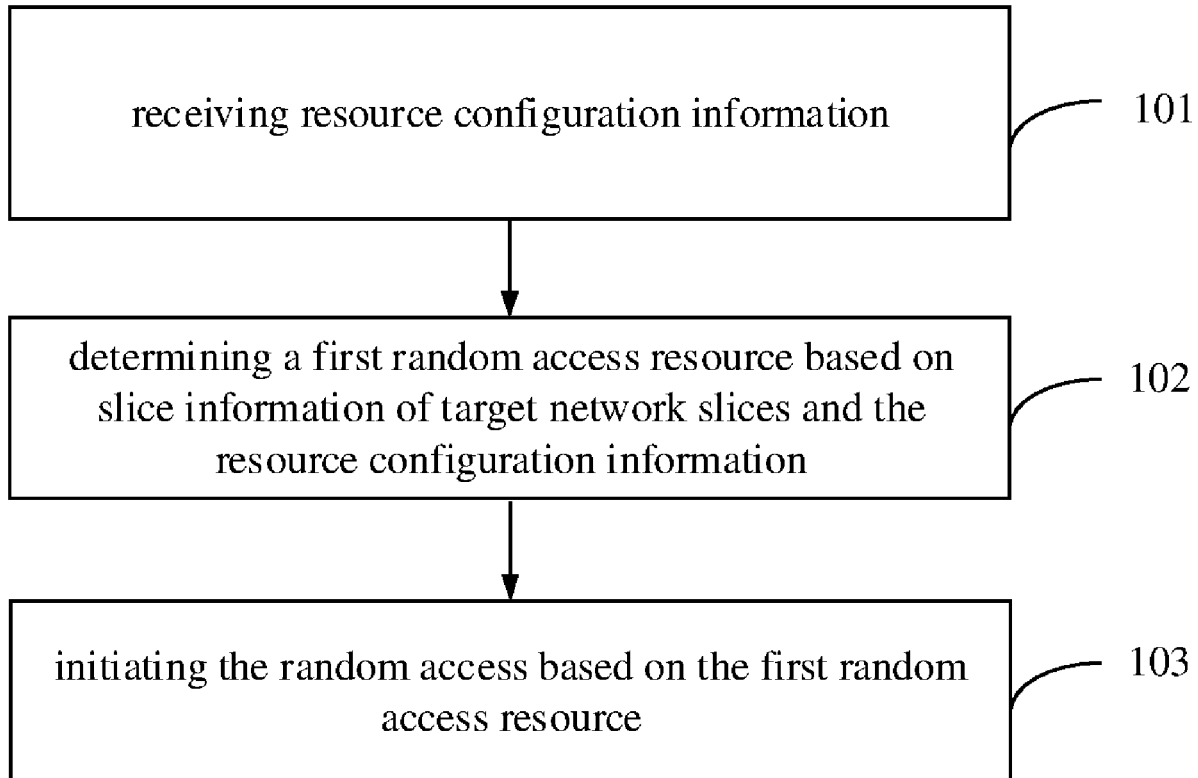 receiving resource configuration information
101
determining a first random access resource based on
slice information of target network slices and the
resource configuration information
102
initiating the random access based on the first random
access resource
103